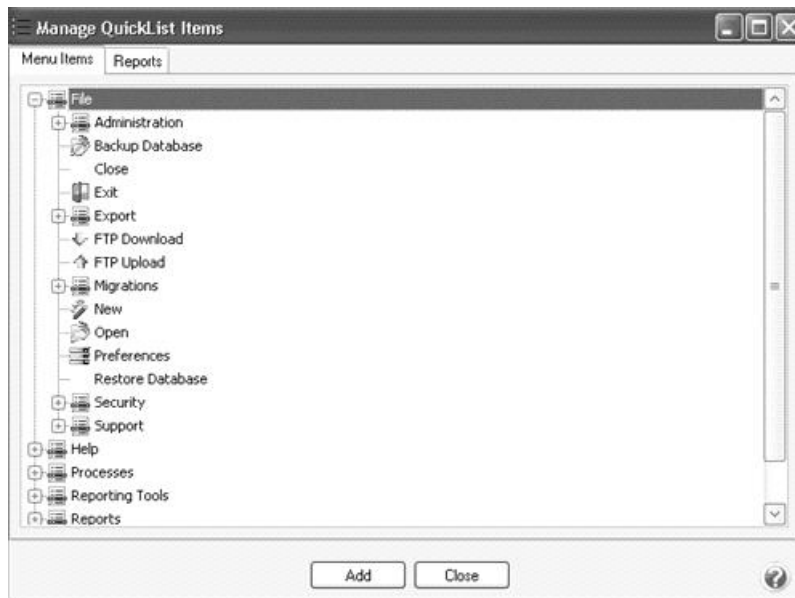 Manage QuickList Items
Menu Items Reports
File
Administration
Backup Database
Close
Exit
Export
FTP Download
FTP Upload
Migrations
New
Open
Preferences
Restore Database
Security
Support
Help
Processes
Reporting Tools
Reports
Add Close